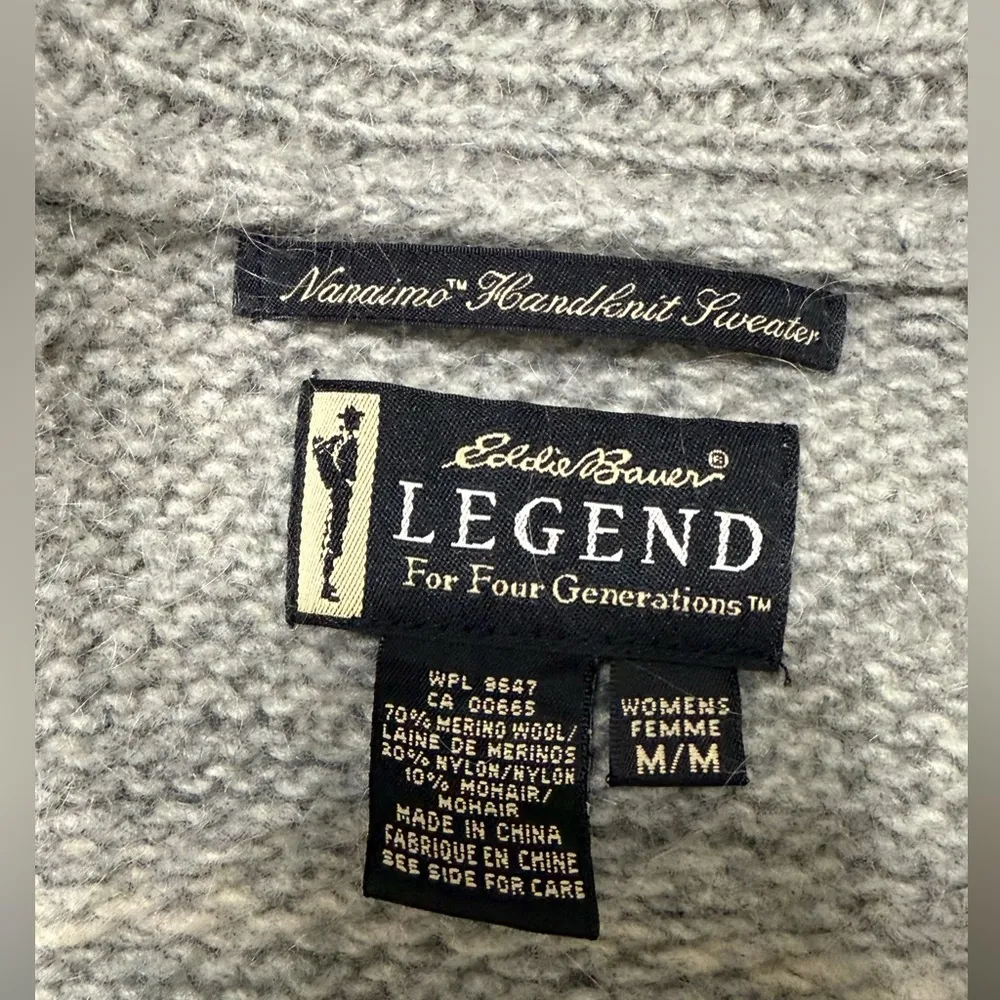 Nanaimo™ Handknit Sweater
Eddie Bauer®
LEGEND
For Four Generations™
WPL 9647
CA 00665
70% MERINO WOOL/
LAINE DE MERINOS
20% NYLON/NYLON
10% MOHAIR/
MOHAIR
MADE IN CHINA
FABRIQUE EN CHINE
SEE SIDE FOR CARE
WOMENS
FEMME
M/M